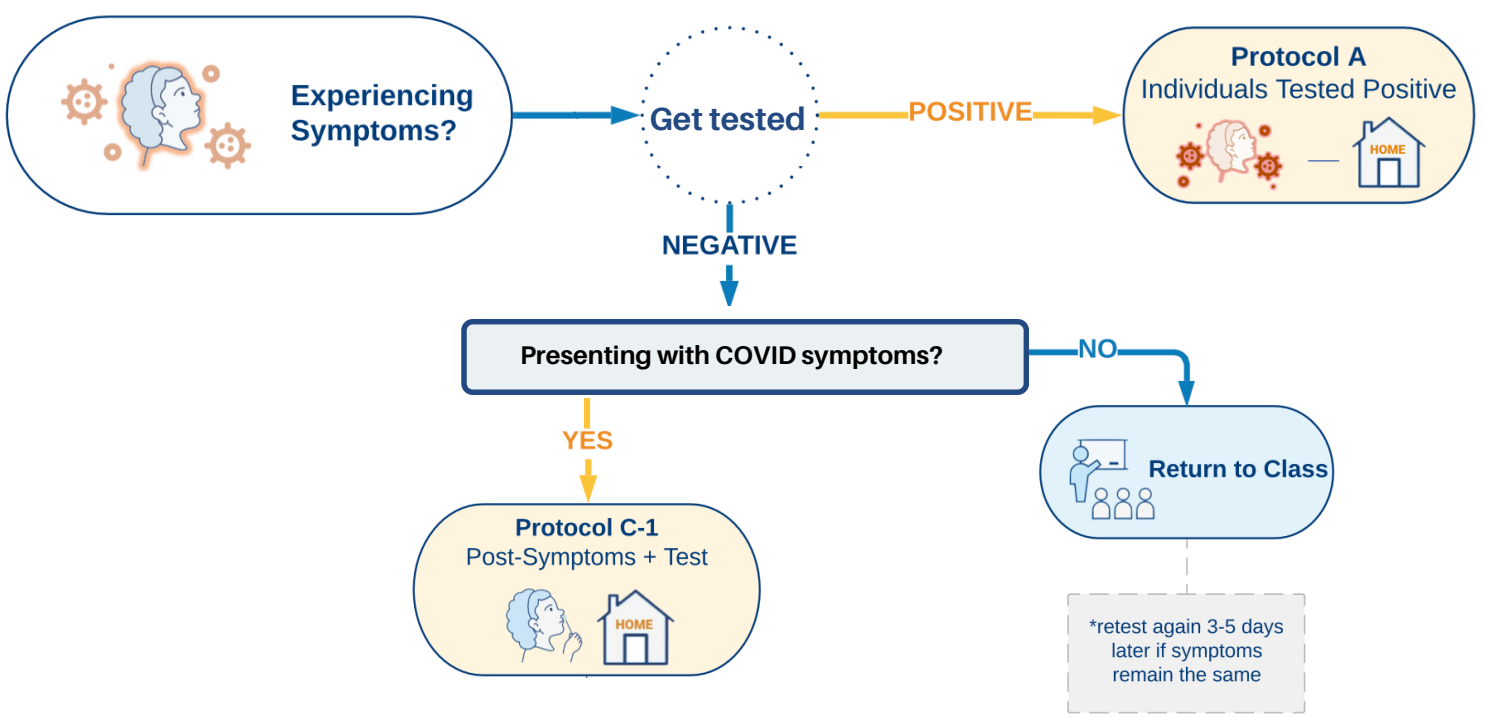 Experiencing
Symptoms?
Get tested
POSITIVE
Protocol A
Individuals Tested Positive
HOME
NEGATIVE
Presenting with COVID symptoms?
NO
YES
Return to Class
Protocol C-1
Post-Symptoms + Test
HOME
*retest again 3-5 days
later if symptoms
remain the same